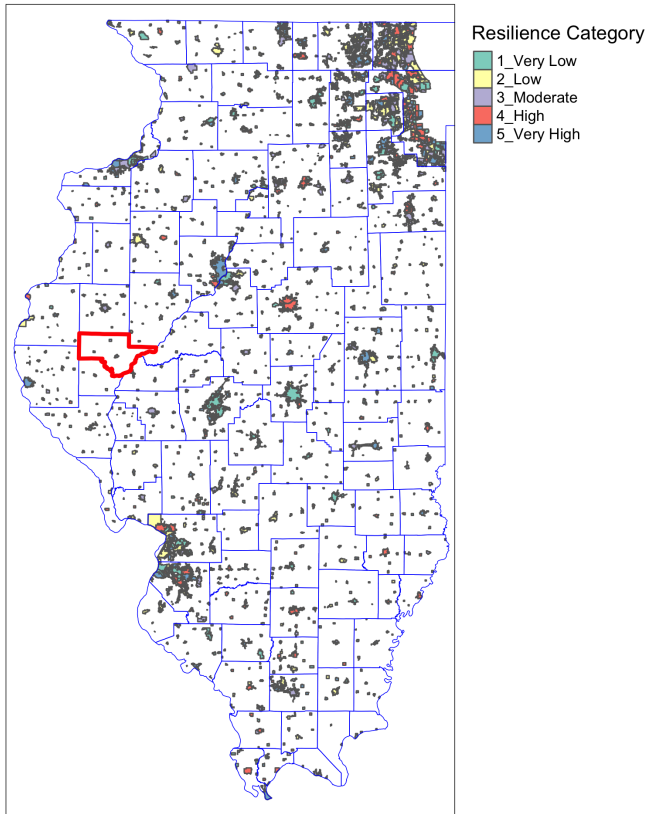 Resilience Category
1_Very Low
2_Low
3_Moderate
4_High
5_Very High